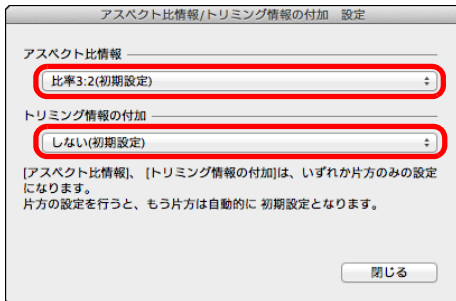 アスペクト比情報/トリミング情報の付加　設定
アスペクト比情報
比率3:2(初期設定)
トリミング情報の付加
しない(初期設定)
[アスペクト比情報]、 [トリミング情報の付加]は、いずれか片方のみの設定
になります。
片方の設定を行うと、もう片方は自動的に 初期設定となります。
閉じる